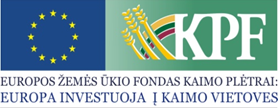 KPF
EUROPOS ŽEMĖS ŪKIO FONDAS KAIMO PLĖTRAI:
EUROPA INVESTUOJA Į KAIMO VIETOVES